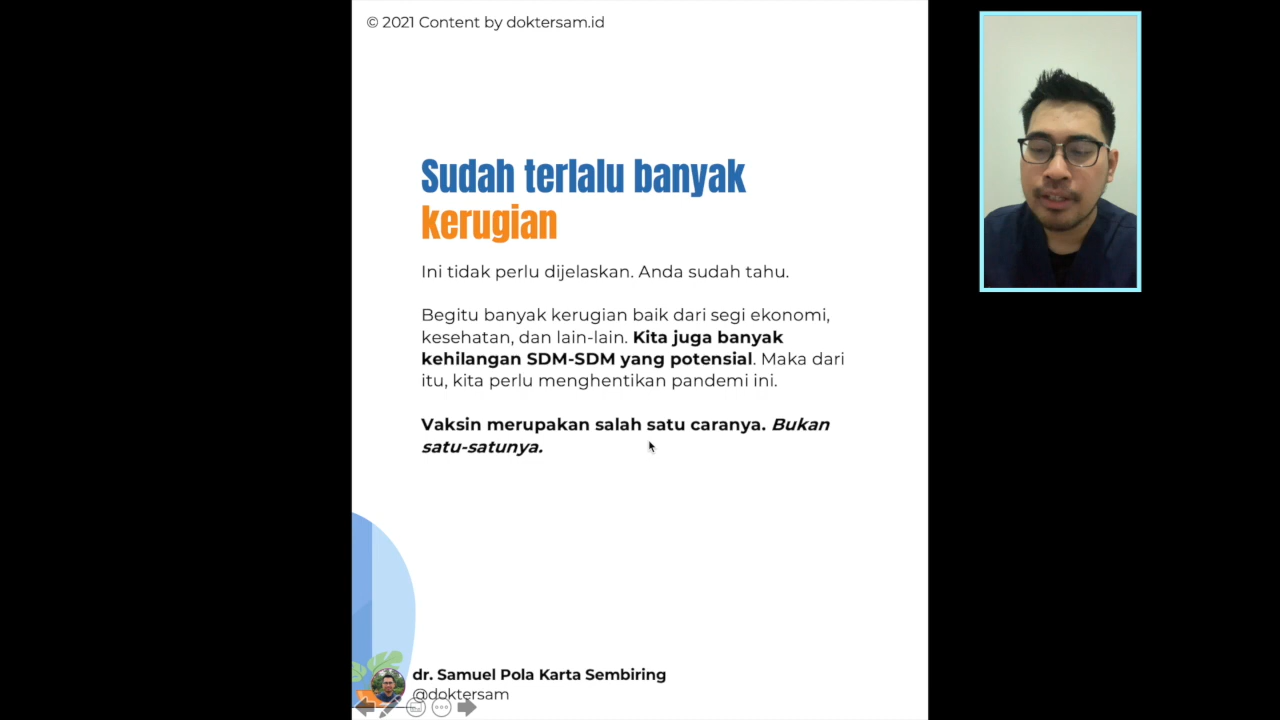 © 2021 Content by doktersam.id
Sudah terlalu banyak
kerugian
Ini tidak perlu dijelaskan. Anda sudah tahu.
Begitu banyak kerugian baik dari segi ekonomi,
kesehatan, dan lain-lain. Kita juga banyak
kehilangan SDM-SDM yang potensial. Maka dari
itu, kita perlu menghentikan pandemi ini.
Vaksin merupakan salah satu caranya. Bukan
satu-satunya.
dr. Samuel Pola Karta Sembiring
@doktersam